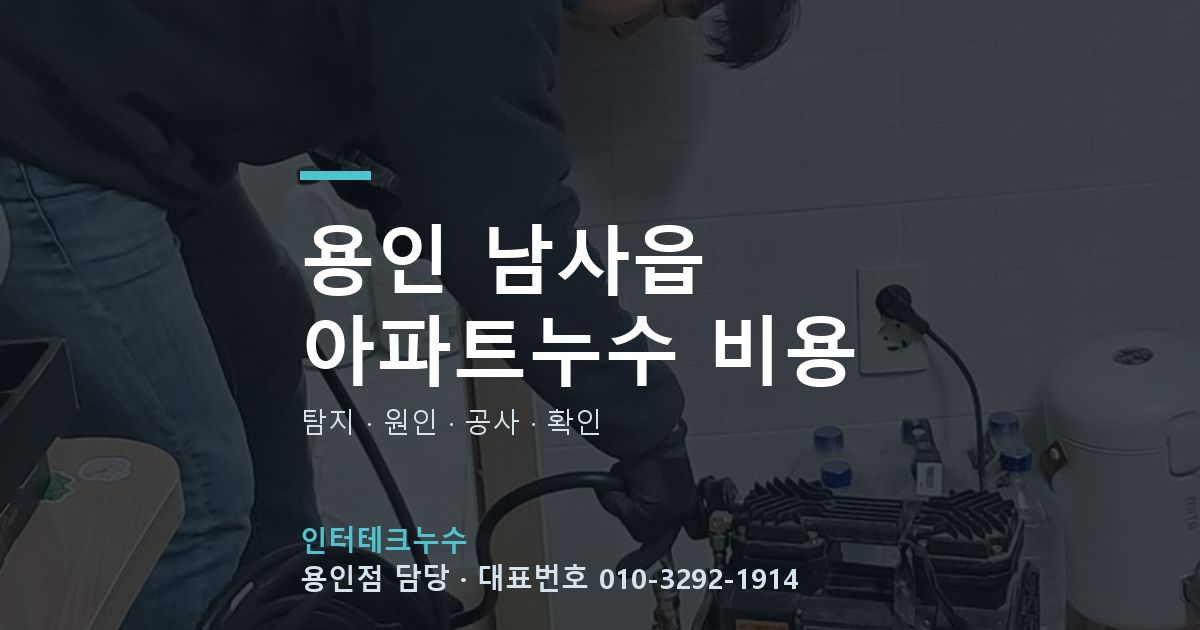 용인 남사읍
아파트누수 비용
탐지 · 원인 · 공사 · 확인
인터테크누수
용인점 담당 · 대표번호 010-3292-1914